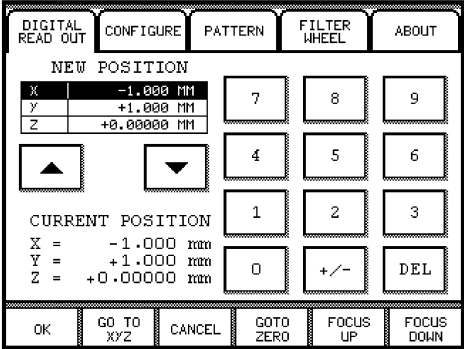 DIGITAL READ OUT
CONFIGURE
PATTERN
FILTER WHEEL
ABOUT
NEW POSITION
X -1.000 MM
Y +1.000 MM
Z +0.00000 MM
7 8 9
4 5 6
1 2 3
0 +/- DEL
CURRENT POSITION
X = -1.000 mm
Y = +1.000 mm
Z = +0.00000 mm
OK
GO TO XYZ
CANCEL
GOTO ZERO
FOCUS UP
FOCUS DOWN